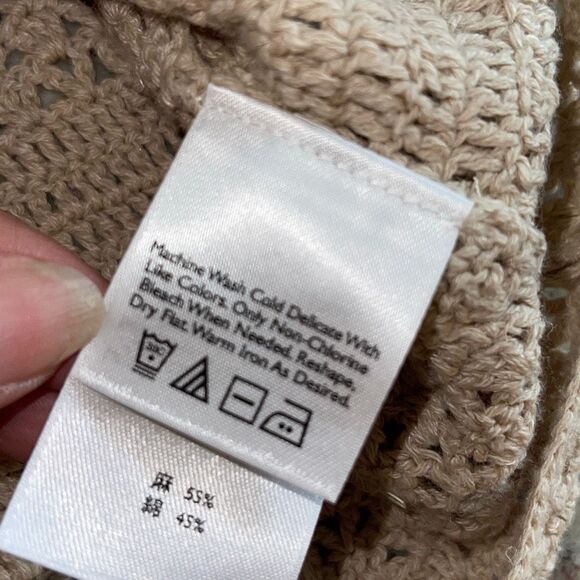 Machine Wash Cold Delicate With
Like Colors. Only Non-Chlorine
Bleach When Needed. Reshape,
Dry Flat. Warm Iron As Desired.
30C
麻 55%
綿 45%